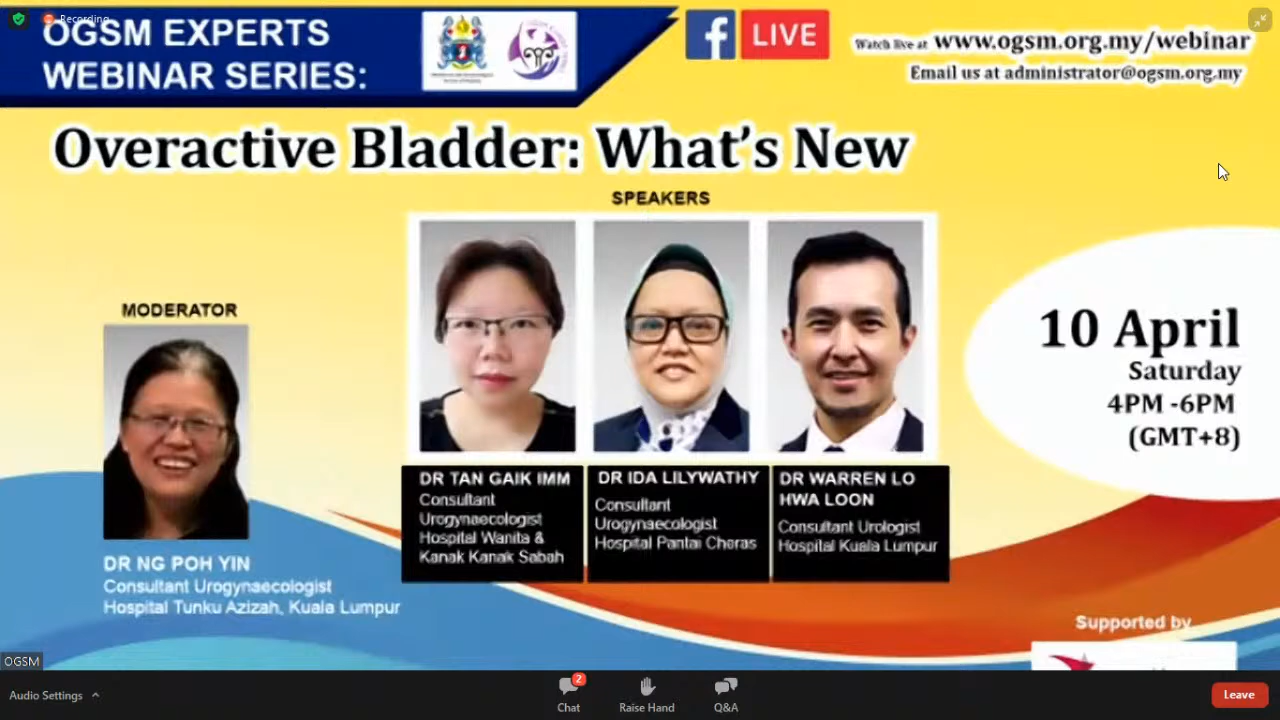 Recording
OGSM EXPERTS
WEBINAR SERIES:
f LIVE
Watch live at www.ogsm.org.my/webinar
Email us at administrator@ogsm.org.my
Overactive Bladder: What's New
SPEAKERS
MODERATOR
10 April
Saturday
4PM -6PM
(GMT+8)
DR TAN GAIK IMM
Consultant
Urogynaecologist
Hospital Wanita &
Kanak Kanak Sabah
DR IDA LILYWATHY
Consultant
Urogynaecologist
Hospital Pantai Cheras
DR WARREN LO
HWA LOON
Consultant Urologist
Hospital Kuala Lumpur
DR NG POH YIN
Consultant Urogynaecologist
Hospital Tunku Azizah, Kuala Lumpur
Supported by
OGSM
Audio Settings
2
Chat
Raise Hand
Q&A
Leave